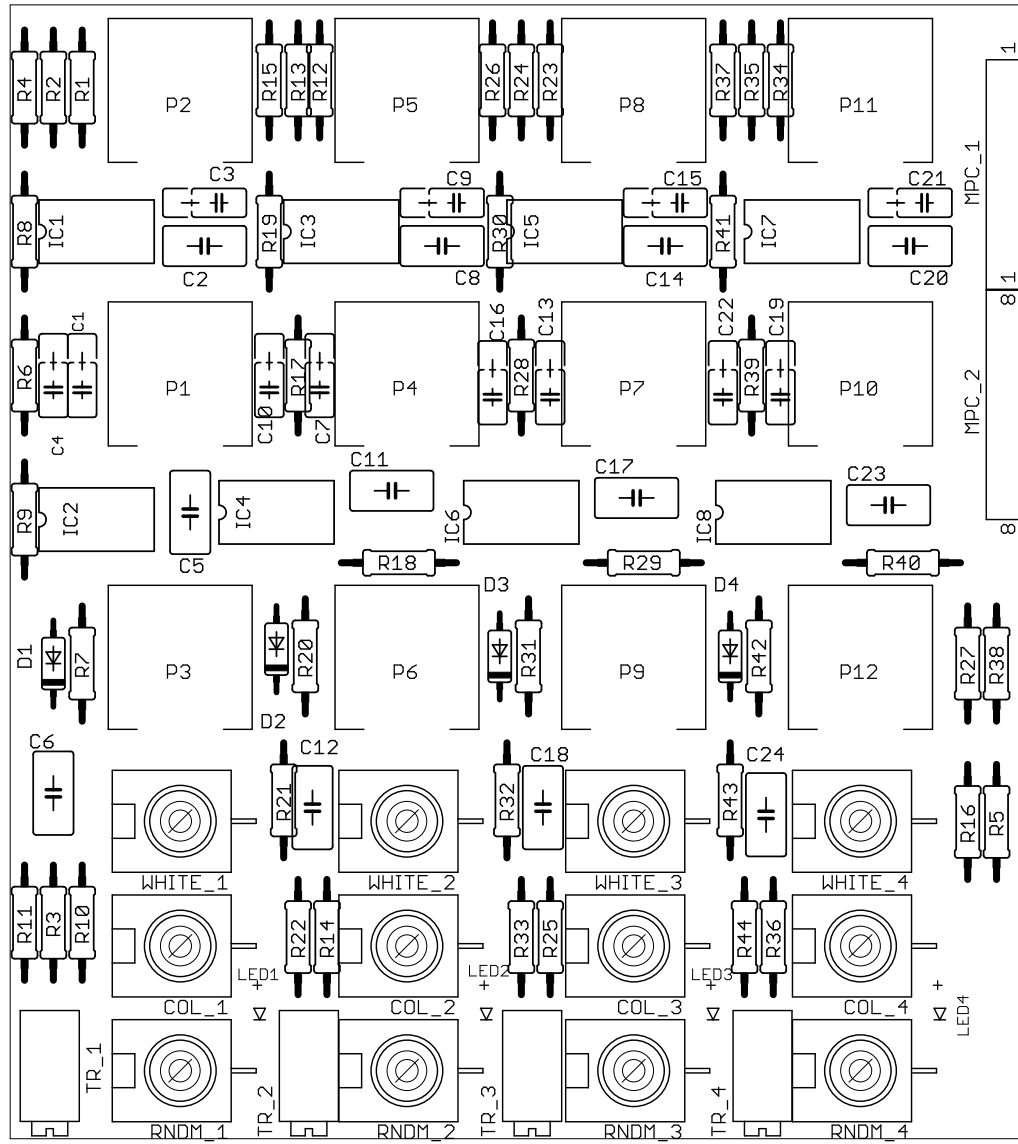 R4 R2 R1 P2 R15 R13 R12 P5 R26 R24 R23 P8 R37 R35 R34 P11 1
MPC_1
C3 C9 C15 C21
R8 IC1 R19 IC3 R30 IC5 R41 IC7
C2 C8 C14 C20 1
8
C1 C16 C13 C22 C19
R6 P1 R17 P4 R28 P7 R39 P10 MPC_2
C4 C10 C7
C11 C17 C23
R9 IC2 IC4 IC6 IC8 8
C5 R18 R29 R40
D3 D4
D1 R7 P3 R20 P6 R31 P9 R42 P12 R27 R38
D2
C6 C12 C18 C24
R21 R32 R43 R16 R5
WHITE_1 WHITE_2 WHITE_3 WHITE_4
R11 R3 R10 R22 R14 R33 R25 R44 R36
LED1 LED2 LED3
+ + + +
COL_1 COL_2 COL_3 COL_4 LED4
TR_1 TR_2 TR_3 TR_4
RNDM_1 RNDM_2 RNDM_3 RNDM_4